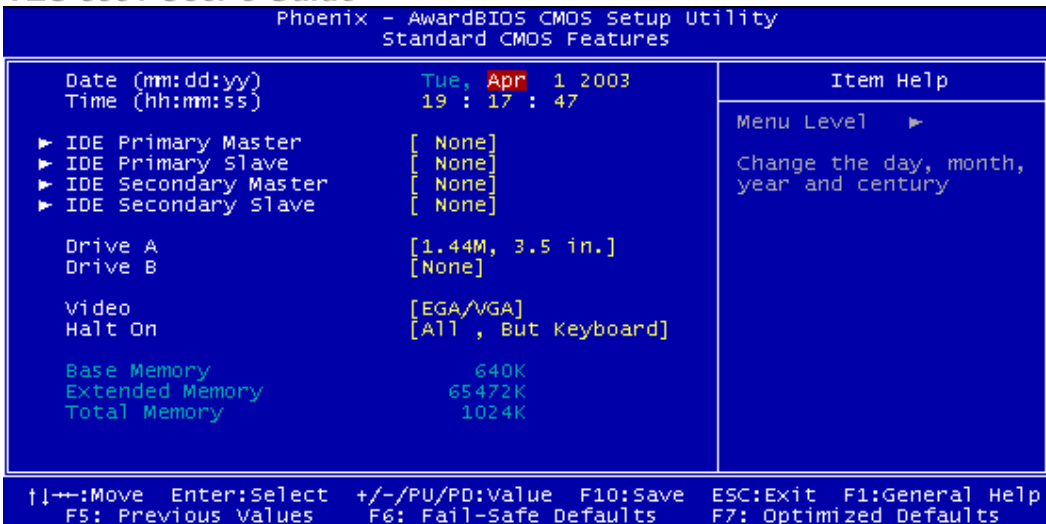 Phoenix – AwardBIOS CMOS Setup Utility
Standard CMOS Features
Date (mm:dd:yy) Tue, Apr 1 2003
Time (hh:mm:ss) 19 : 17 : 47
► IDE Primary Master [ None]
► IDE Primary Slave [ None]
► IDE Secondary Master [ None]
► IDE Secondary Slave [ None]
Drive A [1.44M, 3.5 in.]
Drive B [None]
Video [EGA/VGA]
Halt On [All , But Keyboard]
Base Memory 640K
Extended Memory 65472K
Total Memory 1024K
Item Help
Menu Level ►
Change the day, month,
year and century
↑↓→←:Move Enter:Select +/-/PU/PD:Value F10:Save ESC:Exit F1:General Help
F5: Previous Values F6: Fail-Safe Defaults F7: Optimized Defaults